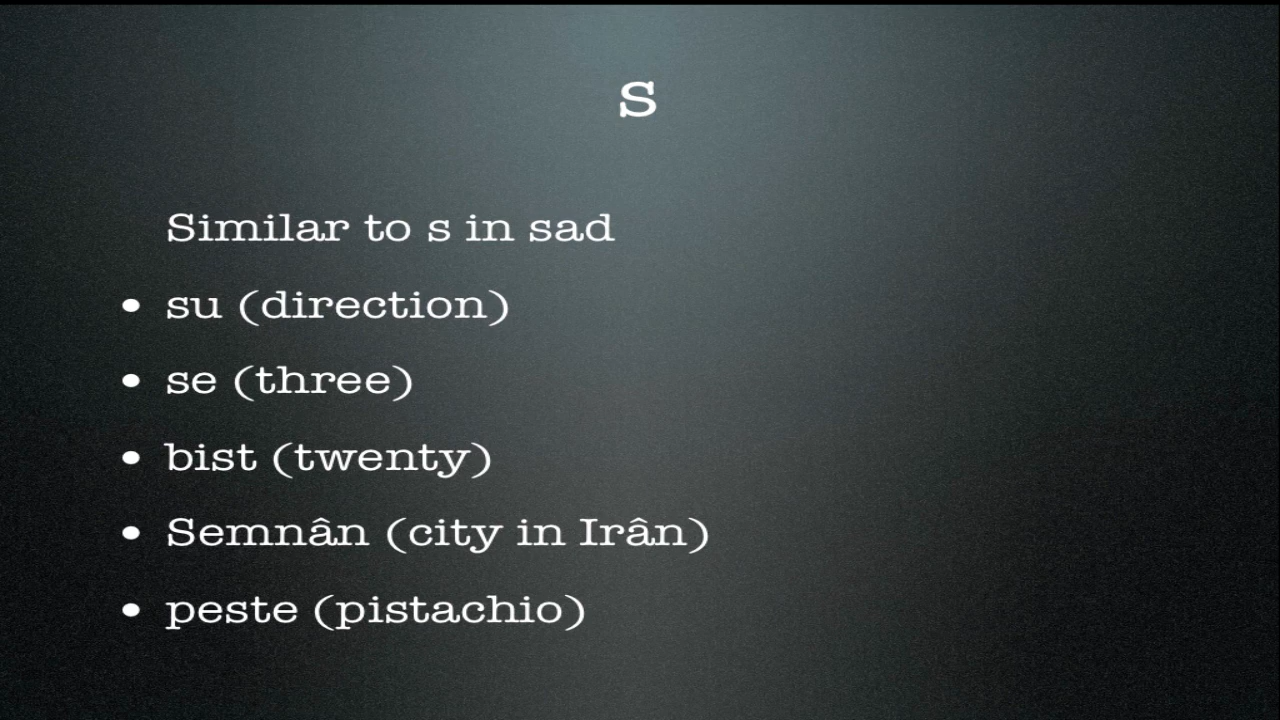 s
Similar to s in sad
• su (direction)
• se (three)
• bist (twenty)
• Semnân (city in Irân)
• peste (pistachio)